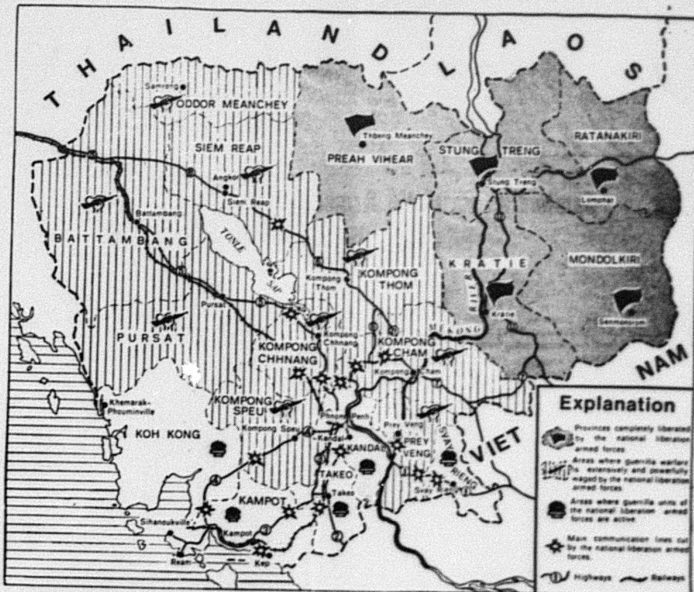 THAILAND
LAOS
Samrong
ODDOR MEANCHEY
SIEM REAP
Angkor
Siem Reap
Thbeng Meanchey
PREAH VIHEAR
STUNG TRENG
Stung Treng
RATANAKIRI
Lomphat
BATTAMBANG
Battambang
TONLE
SAP
Kompong
Thom
KOMPONG
THOM
KRATIE
Kratie
MONDOLKIRI
Senmonorom
MEKONG
RIVER
Pursat
PURSAT
Kompong
Chhnang
KOMPONG
CHHNANG
KOMPONG
CHAM
Kompong Cham
Khemarak-
Phouminville
KOH KONG
KOMPONG
SPEU
Kompong Speu
Phnom Penh
Kandal
KANDAL
Prey Veng
PREY
VENG
SVAY RIENG
Svay Rieng
TAKEO
Takeo
KAMPOT
Kampot
Sihanoukville
Ream
Kep
VIET
NAM
Explanation
Provinces completely liberated
by the national liberation
armed forces.
Areas where guerrilla warfare
is extensively and powerfully
waged by the national liberation
armed forces.
Areas where guerrilla units of
the national liberation armed
forces are active.
Main communication lines cut
by the national-liberation armed
forces.
Highways
Railways